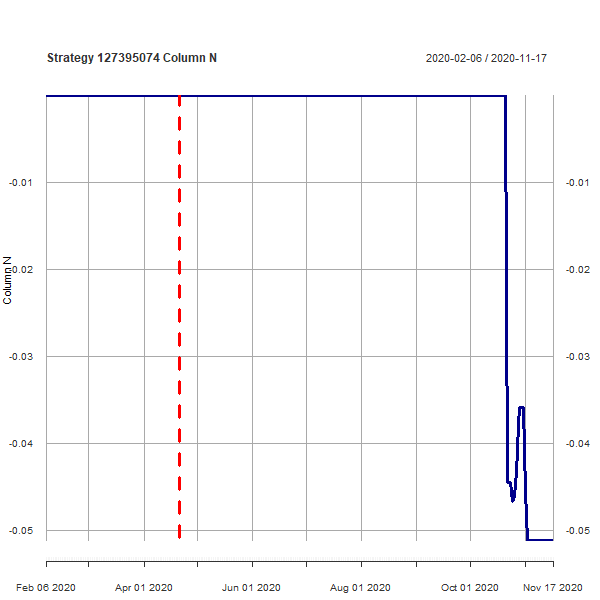 Strategy 127395074 Column N
2020-02-06 / 2020-11-17
-0.01
-0.01
-0.02
-0.02
-0.03
-0.03
-0.04
-0.04
-0.05
-0.05
Column N
Feb 06 2020
Apr 01 2020
Jun 01 2020
Aug 01 2020
Oct 01 2020
Nov 17 2020